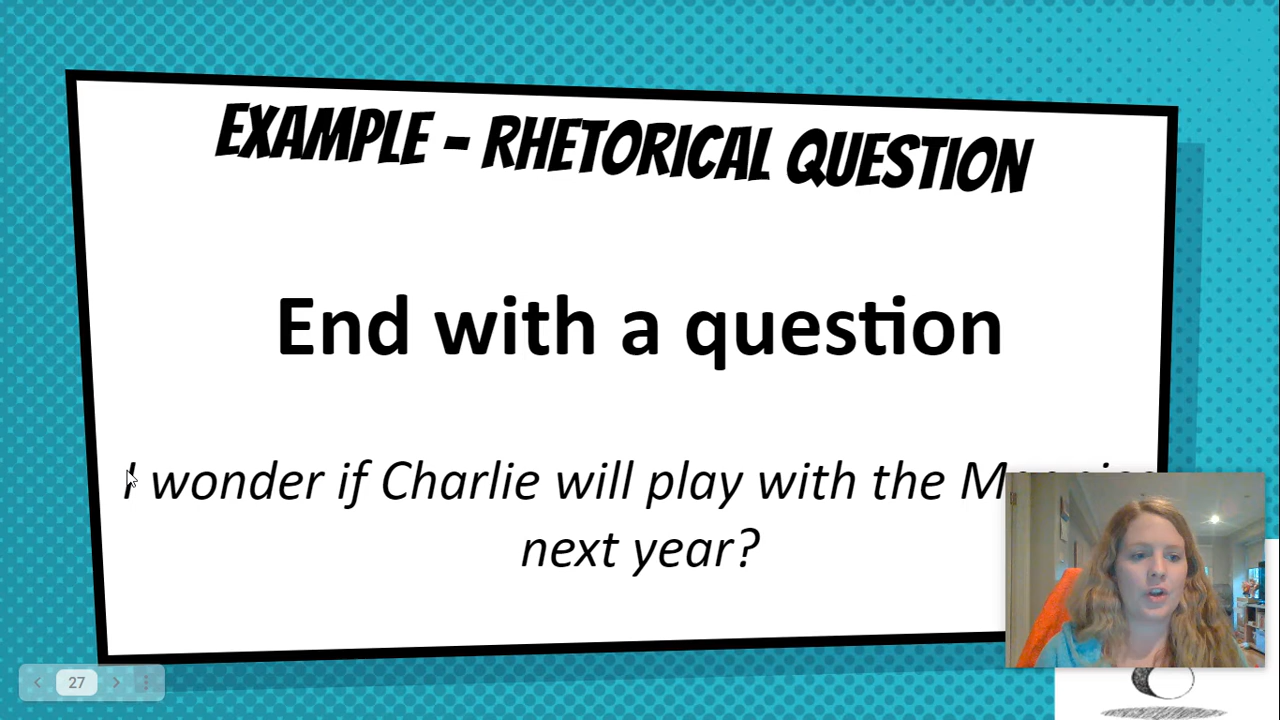 EXAMPLE - RHETORICAL QUESTION
End with a question
I wonder if Charlie will play with the
next year?
27